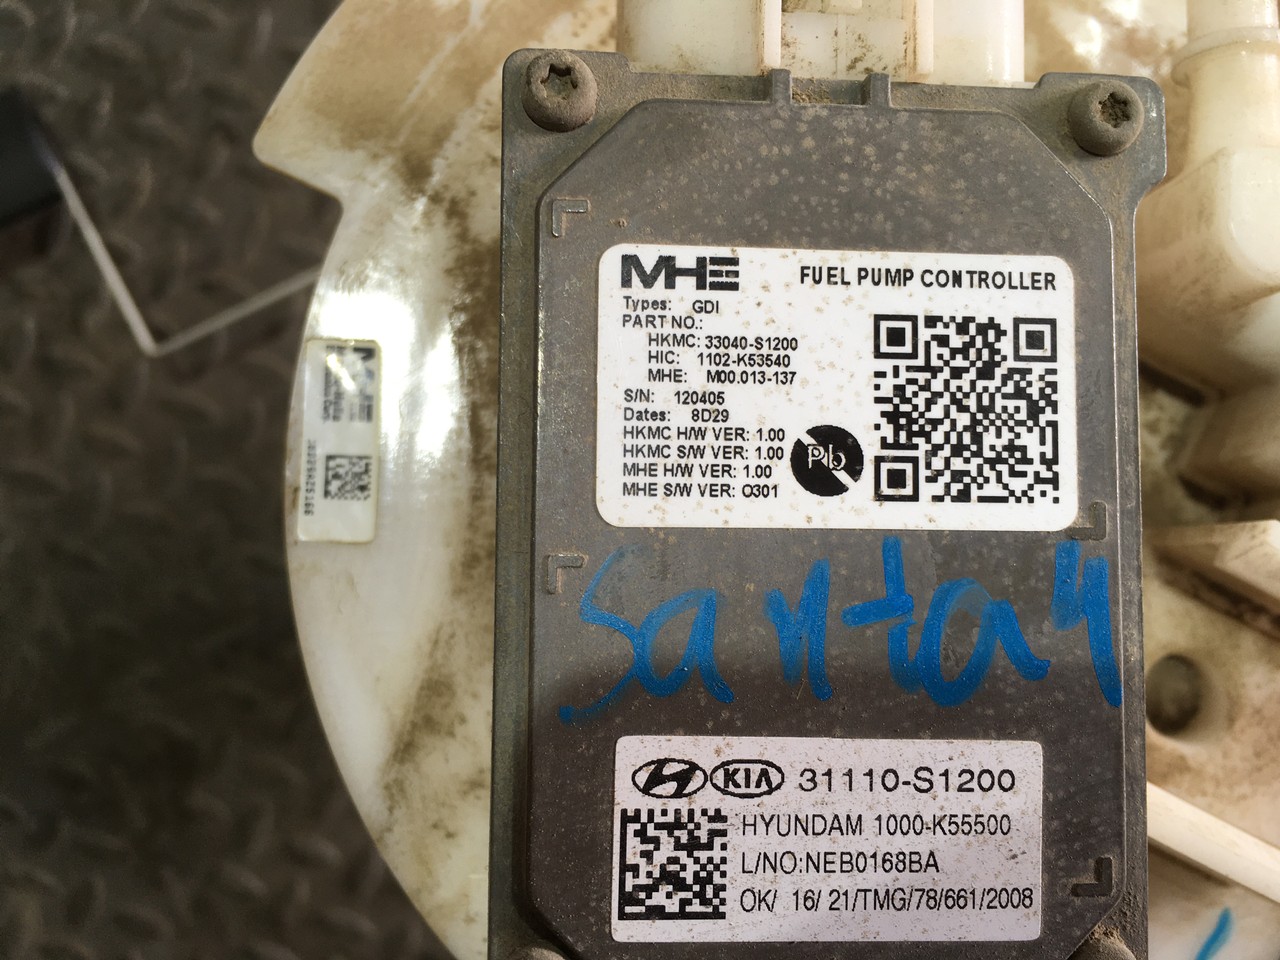 MHE
FUEL PUMP CONTROLLER
Types: GDI
PART NO.:
HKMC: 33040-S1200
HIC: 1102-K53540
MHE: M00.013-137
S/N: 120405
Dates: 8D29
HKMC H/W VER: 1.00
HKMC S/W VER: 1.00
MHE H/W VER: 1.00
MHE S/W VER: O301
Pb
Santa4
KIA 31110-S1200
HYUNDAM 1000-K55500
L/NO:NEB0168BA
OK/ 16/ 21/TMG/78/661/2008